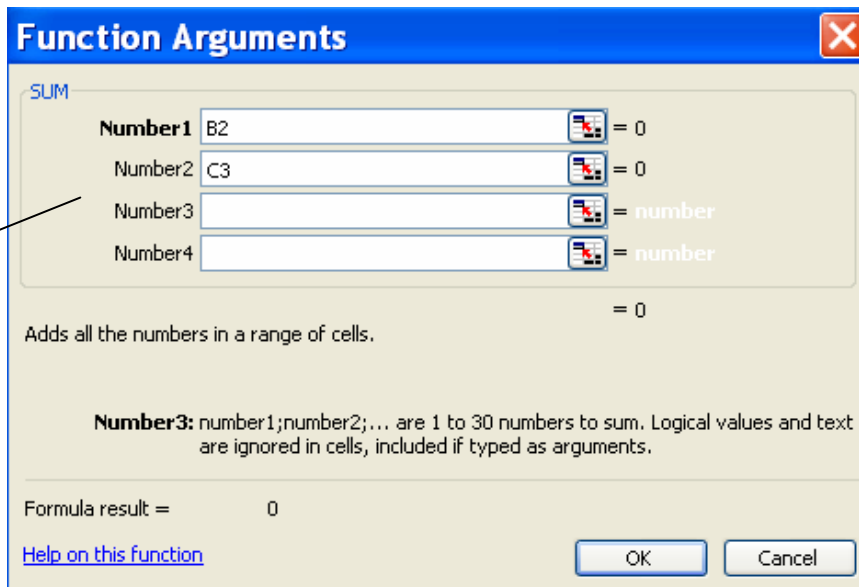 Function Arguments
SUM
Number1 B2 = 0
Number2 C3 = 0
Number3 = number
Number4 = number
= 0
Adds all the numbers in a range of cells.
Number3: number1;number2;... are 1 to 30 numbers to sum. Logical values and text
are ignored in cells, included if typed as arguments.
Formula result = 0
Help on this function OK Cancel